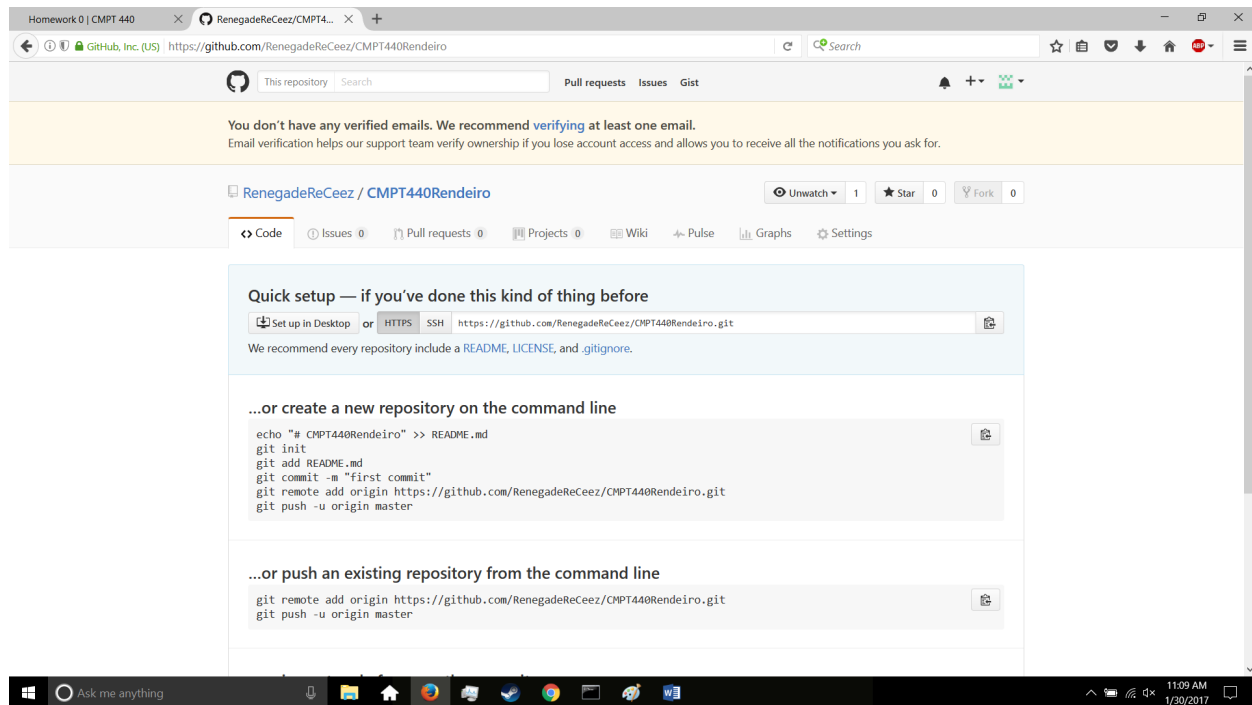 Homework 0 | CMPT 440
RenegadeReCeez/CMPT4...
GitHub, Inc. (US)
https://github.com/RenegadeReCeez/CMPT440Rendeiro
Search
ABP
This repository
Search
Pull requests
Issues
Gist
You don't have any verified emails. We recommend verifying at least one email.
Email verification helps our support team verify ownership if you lose account access and allows you to receive all the notifications you ask for.
RenegadeReCeez / CMPT440Rendeiro
Unwatch 1
Star 0
Fork 0
Code
Issues 0
Pull requests 0
Projects 0
Wiki
Pulse
Graphs
Settings
Quick setup — if you've done this kind of thing before
Set up in Desktop or HTTPS SSH https://github.com/RenegadeReCeez/CMPT440Rendeiro.git
We recommend every repository include a README, LICENSE, and .gitignore.
...or create a new repository on the command line
echo "# CMPT440Rendeiro" >> README.md
git init
git add README.md
git commit -m "first commit"
git remote add origin https://github.com/RenegadeReCeez/CMPT440Rendeiro.git
git push -u origin master
...or push an existing repository from the command line
git remote add origin https://github.com/RenegadeReCeez/CMPT440Rendeiro.git
git push -u origin master
Ask me anything
11:09 AM
1/30/2017